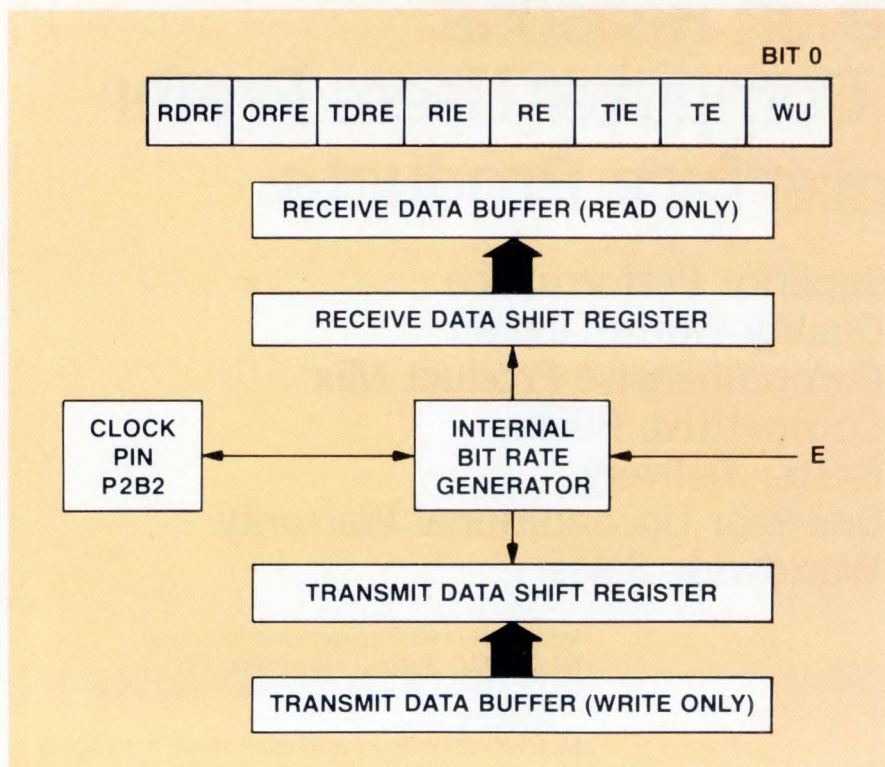 BIT 0
RDRF ORFE TDRE RIE RE TIE TE WU
RECEIVE DATA BUFFER (READ ONLY)
RECEIVE DATA SHIFT REGISTER
CLOCK
PIN
P2B2
INTERNAL
BIT RATE
GENERATOR
E
TRANSMIT DATA SHIFT REGISTER
TRANSMIT DATA BUFFER (WRITE ONLY)